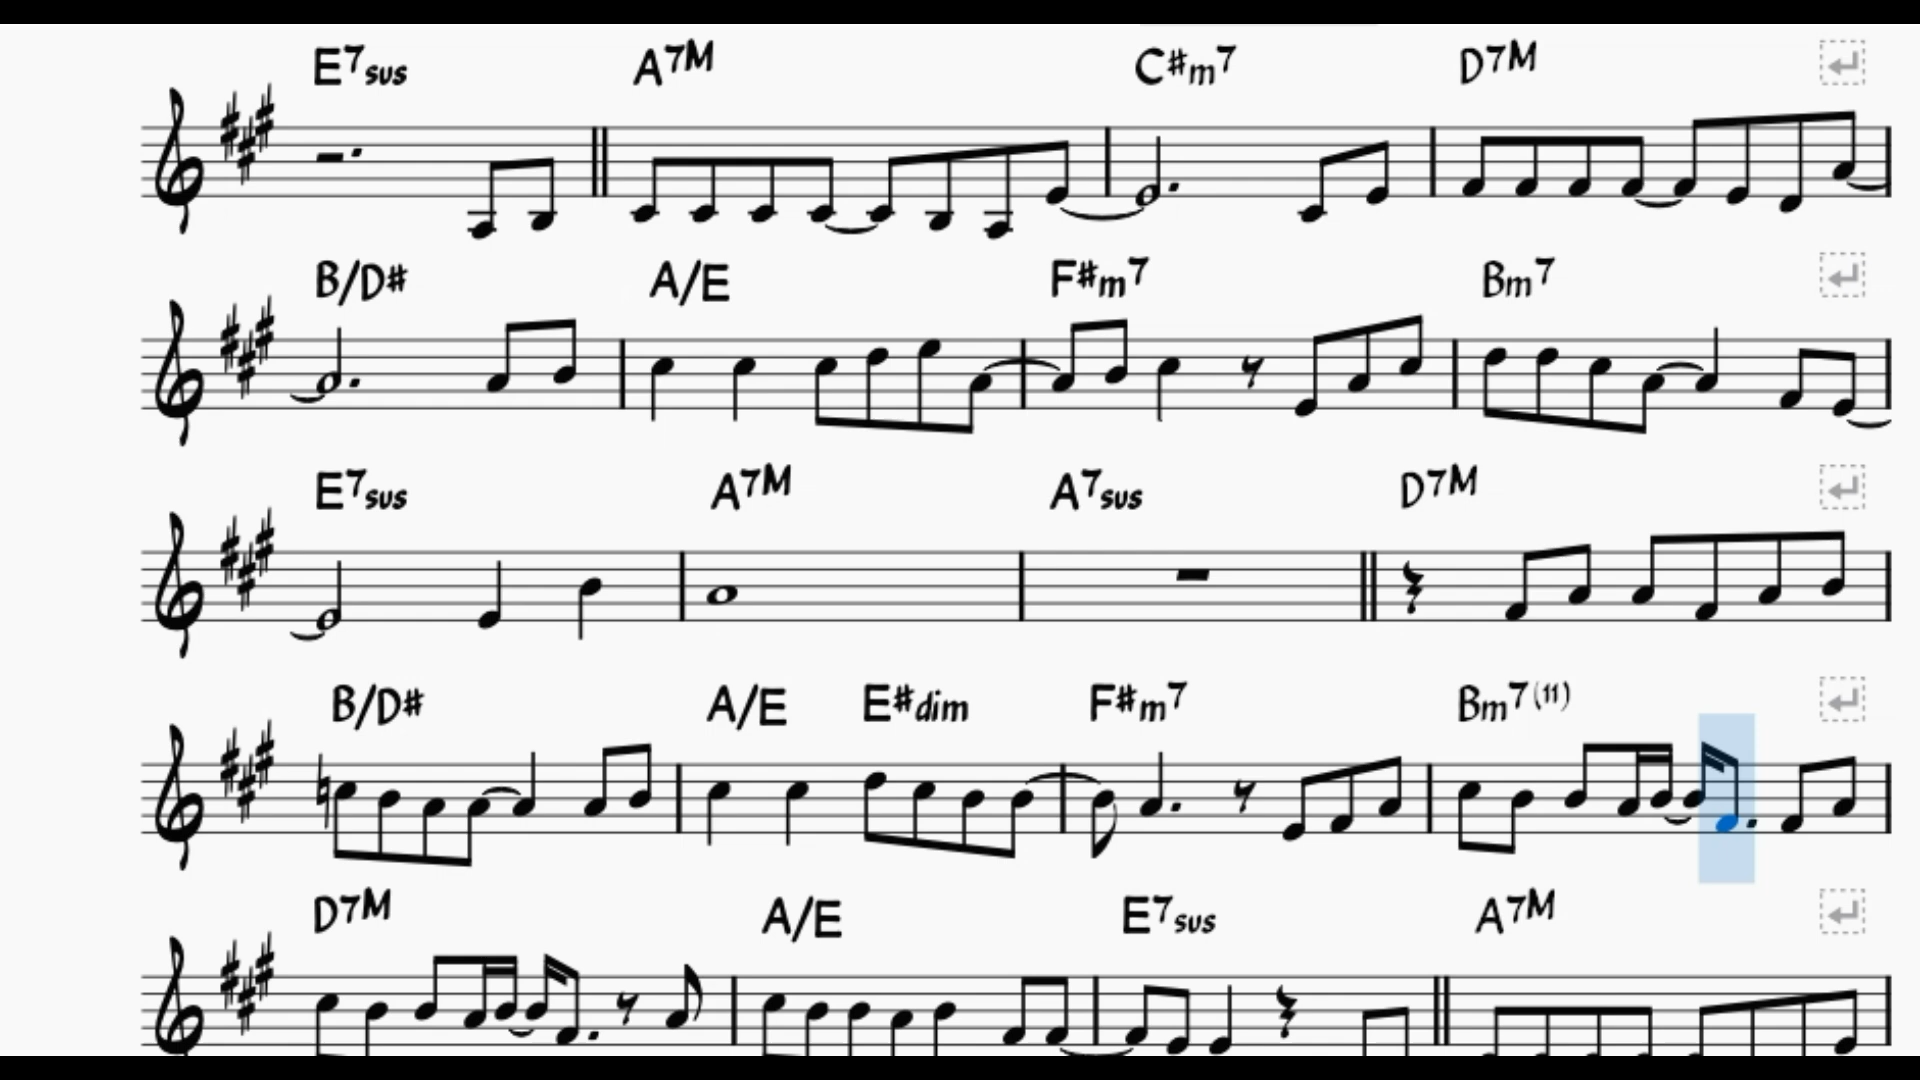 E7sus A7M C#m7 D7M
B/D# A/E F#m7 Bm7
E7sus A7M A7sus D7M
B/D# A/E E#dim F#m7 Bm7(11)
D7M A/E E7sus A7M